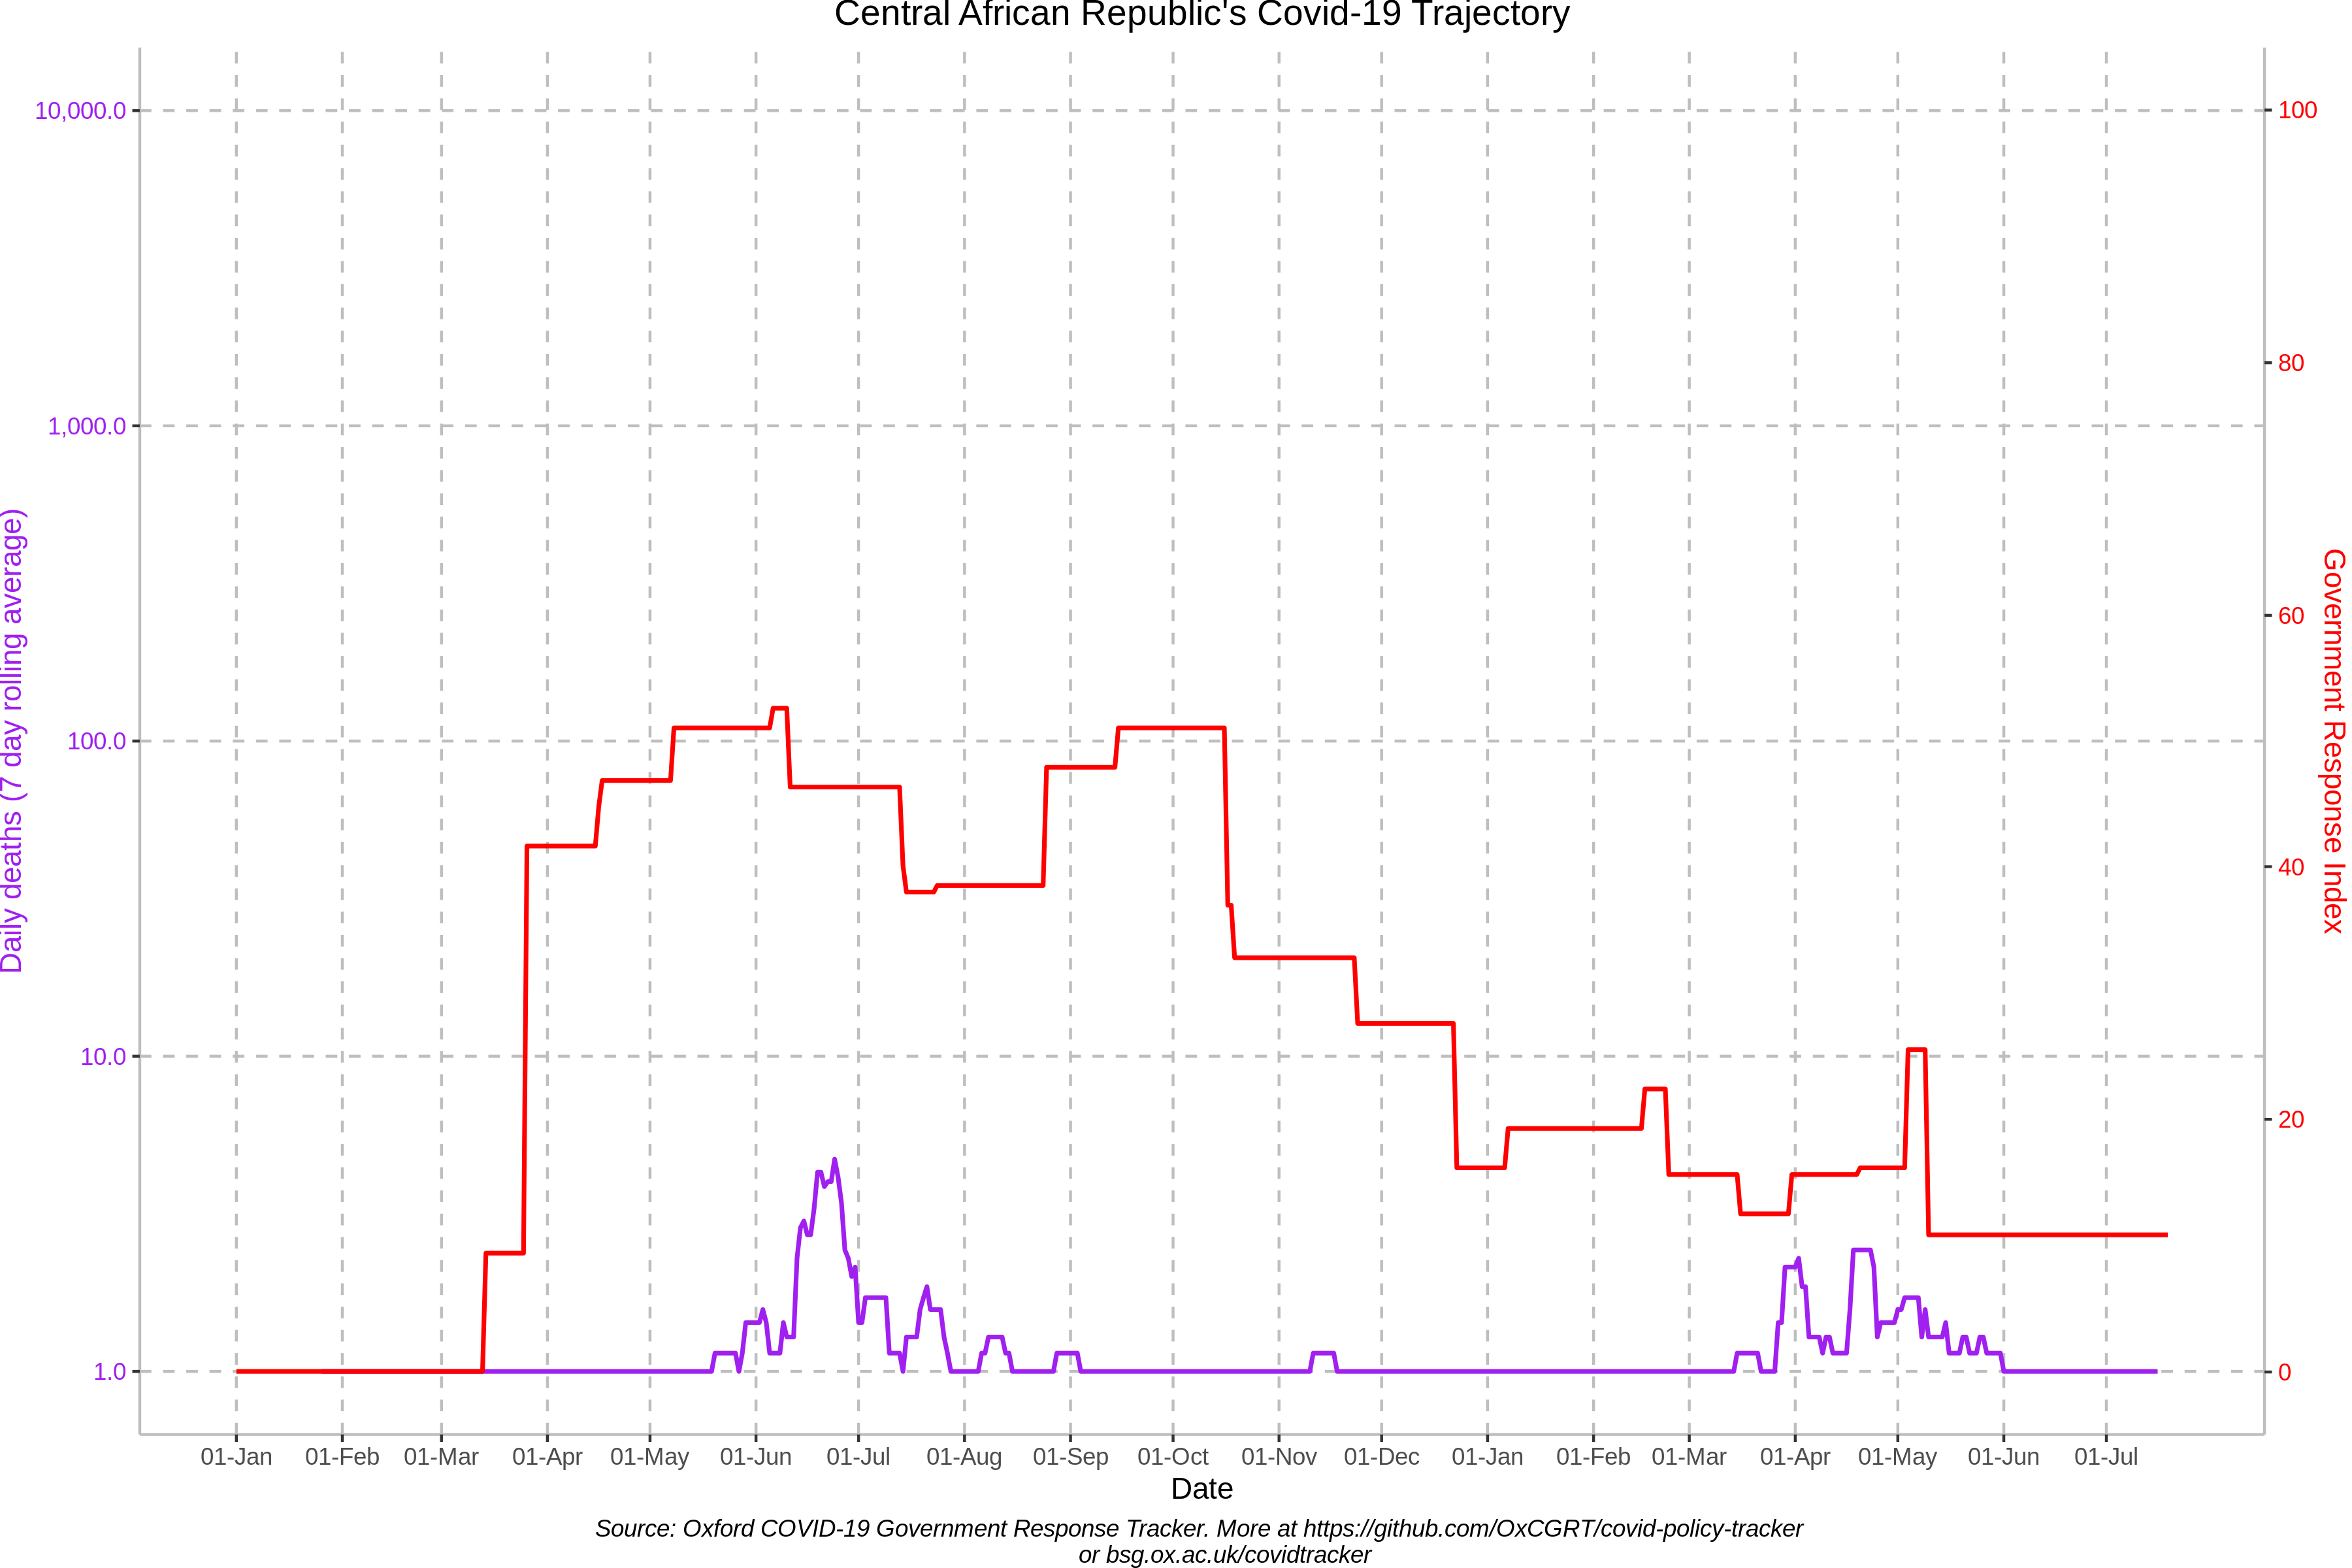 Central African Republic's Covid-19 Trajectory
10,000.0
1,000.0
100.0
10.0
1.0
Daily deaths (7 day rolling average)
100
80
60
40
20
0
Government Response Index
01-Jan 01-Feb 01-Mar 01-Apr 01-May 01-Jun 01-Jul 01-Aug 01-Sep 01-Oct 01-Nov 01-Dec 01-Jan 01-Feb 01-Mar 01-Apr 01-May 01-Jun 01-Jul
Date
Source: Oxford COVID-19 Government Response Tracker. More at https://github.com/OxCGRT/covid-policy-tracker
or bsg.ox.ac.uk/covidtracker